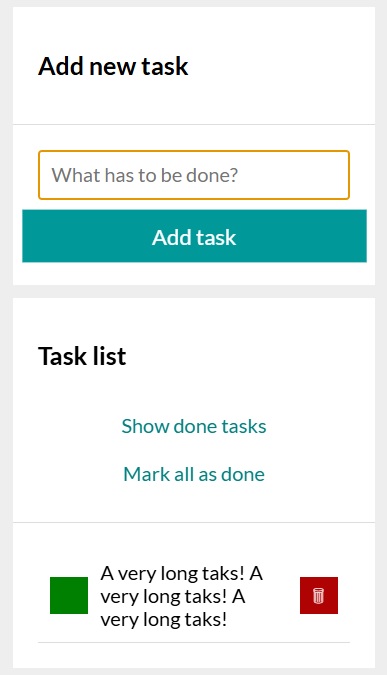 Add new task
What has to be done?
Add task
Task list
Show done tasks
Mark all as done
A very long taks! A
very long taks! A
very long taks!